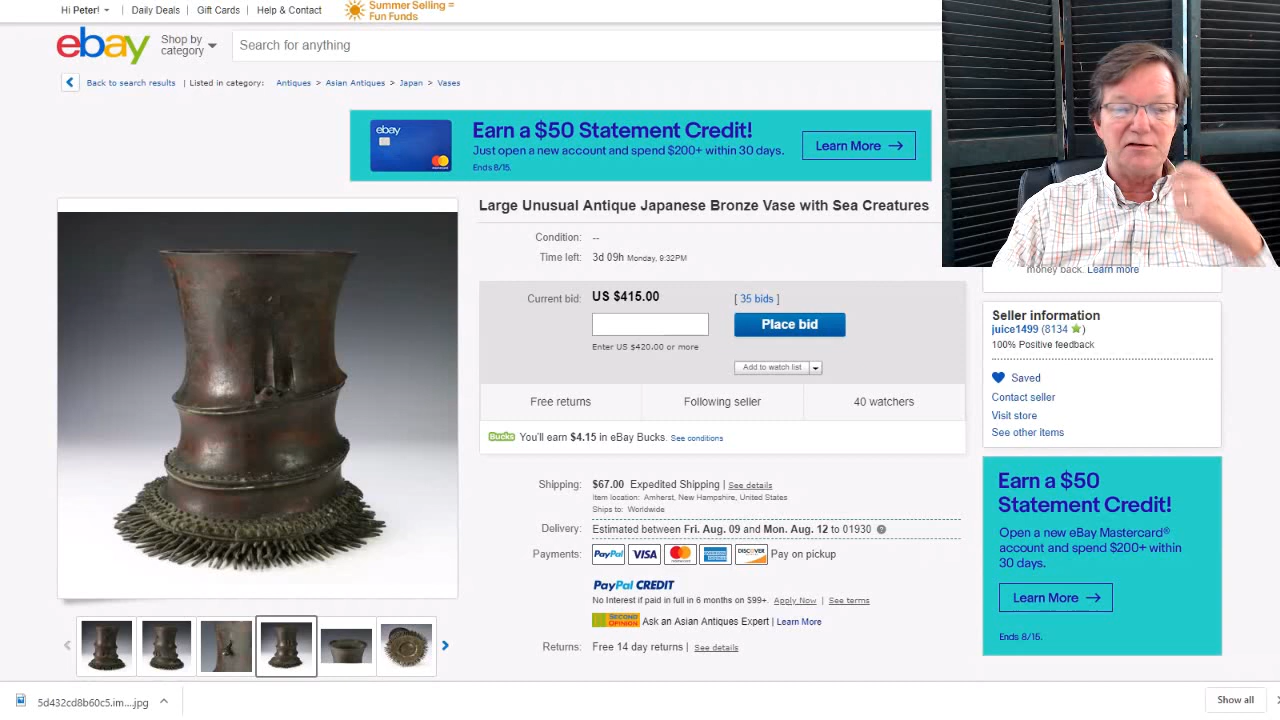 Hi Peter! | Daily Deals | Gift Cards | Help & Contact
Summer Selling =
Fun Funds
ebay
Shop by
category
Search for anything
Back to search results | Listed in category: Antiques > Asian Antiques > Japan > Vases
ebay
Earn a $50 Statement Credit!
Just open a new account and spend $200+ within 30 days.
Ends 8/15.
Learn More
Large Unusual Antique Japanese Bronze Vase with Sea Creatures
Condition: --
Time left: 3d 09h Monday, 9:32PM
Current bid: US $415.00 [ 35 bids ]
Place bid
Enter US $420.00 or more
Add to watch list
Free returns Following seller 40 watchers
Bucks You'll earn $4.15 in eBay Bucks. See conditions
Shipping: $67.00 Expedited Shipping | See details
Item location: Amherst, New Hampshire, United States
Ships to: Worldwide
Delivery: Estimated between Fri. Aug. 09 and Mon. Aug. 12 to 01930
Payments: PayPal VISA DISCOVER Pay on pickup
PayPal CREDIT
No Interest if paid in full in 6 months on $99+. Apply Now | See terms
SECOND OPINION Ask an Asian Antiques Expert | Learn More
Returns: Free 14 day returns | See details
money back. Learn more
Seller information
juice1499 (8134 )
100% Positive feedback
Saved
Contact seller
Visit store
See other items
Earn a $50
Statement Credit!
Open a new eBay Mastercard®
account and spend $200+ within
30 days.
Learn More
Ends 8/15.
5d432cd8b60c5.im....jpg
Show all